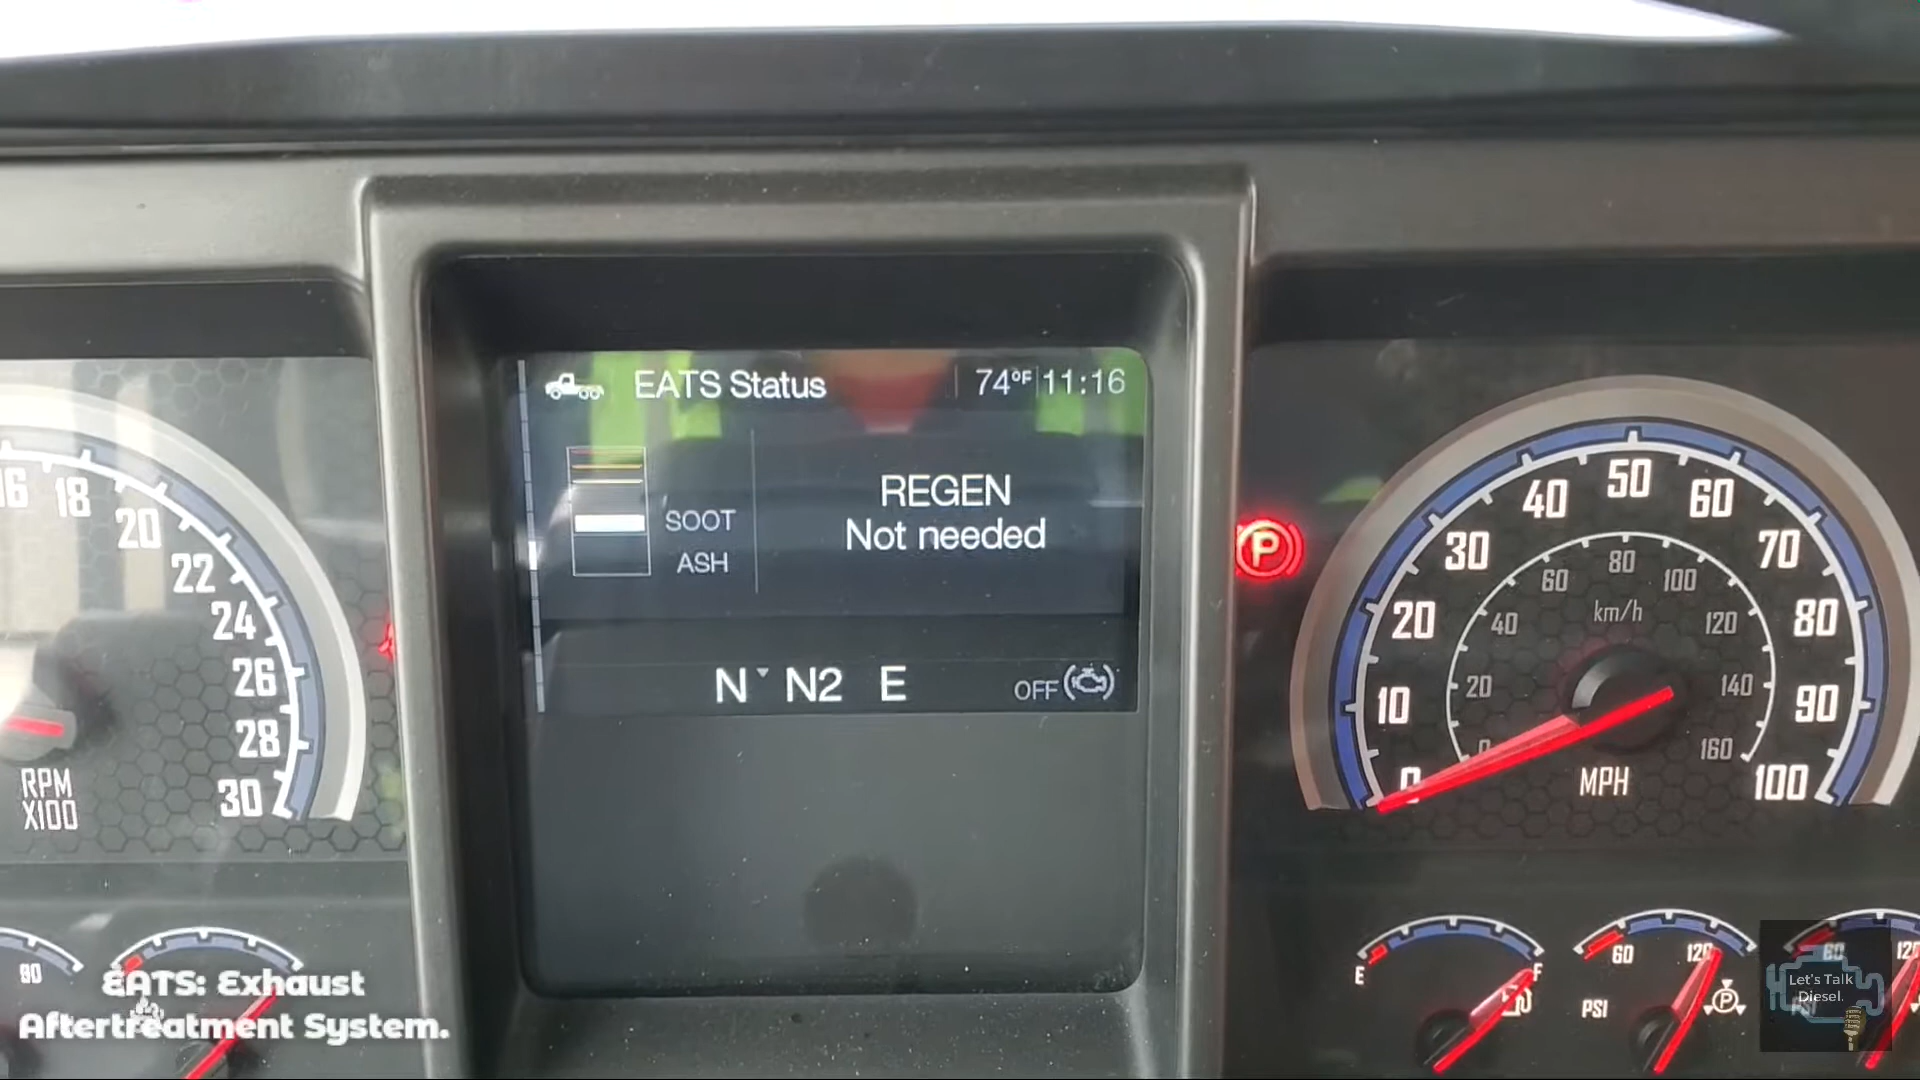 EATS Status
74°F 11:16
SOOT
ASH
REGEN
Not needed
N N2 E
OFF
16 18 20 22 24 26 28 30
RPM
X100
P
0 10 20 30 40 50 60 70 80 90 100
0 20 40 60 80 100 120 140 160
km/h
MPH
90
E F
60 120
PSI
P
60 120
Let's Talk
Diesel.
EATS: Exhaust
Aftertreatment System.